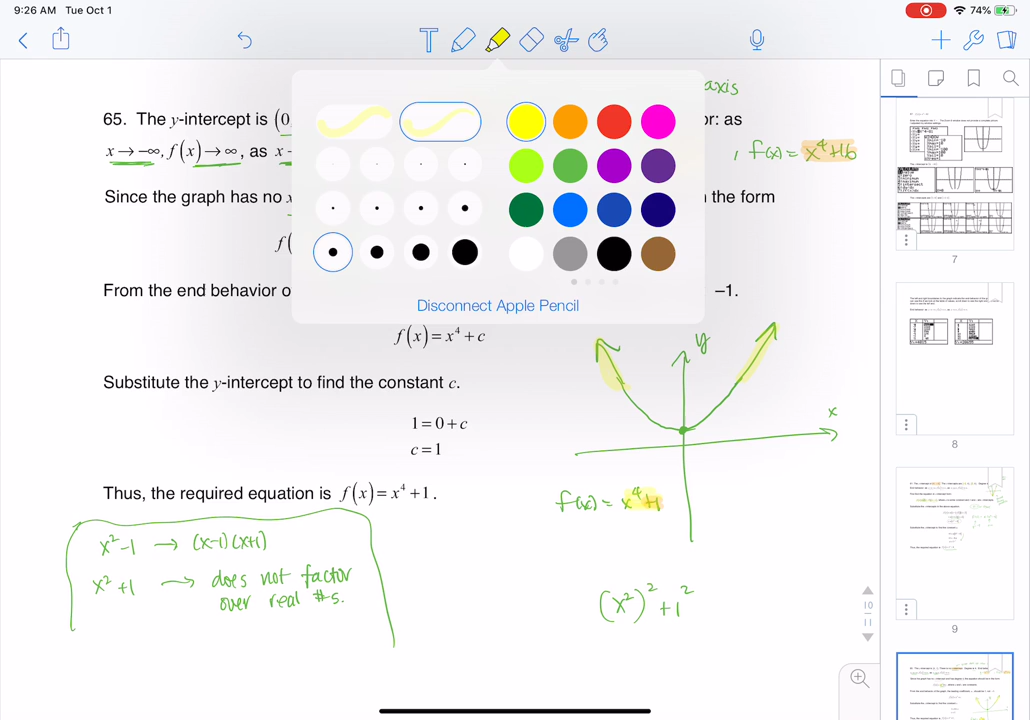 9:26 AM Tue Oct 1
74%
T
axis
65. The y-intercept is (0
or: as
x → −∞, f(x) → ∞, as x −
, f(x) = x⁴+16
Since the graph has no x
n the form
f(
From the end behavior o
−1.
f(x) = x⁴ + c
Substitute the y-intercept to find the constant c.
1 = 0 + c
c = 1
Thus, the required equation is f(x) = x⁴ + 1.
y
x
f(x) = x⁴+1
x²−1 → (x−1)(x+1)
x²+1 → does not factor
over real #s.
(x²)² + 1²
Disconnect Apple Pencil
7
8
9
10
11